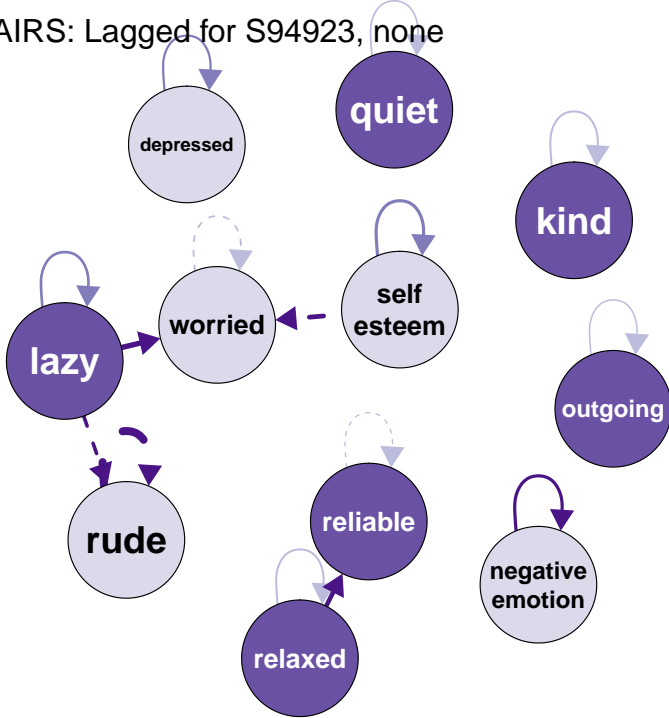 AIRS: Lagged for S94923, none
depressed
quiet
kind
worried
self
esteem
lazy
outgoing
rude
reliable
negative
emotion
relaxed